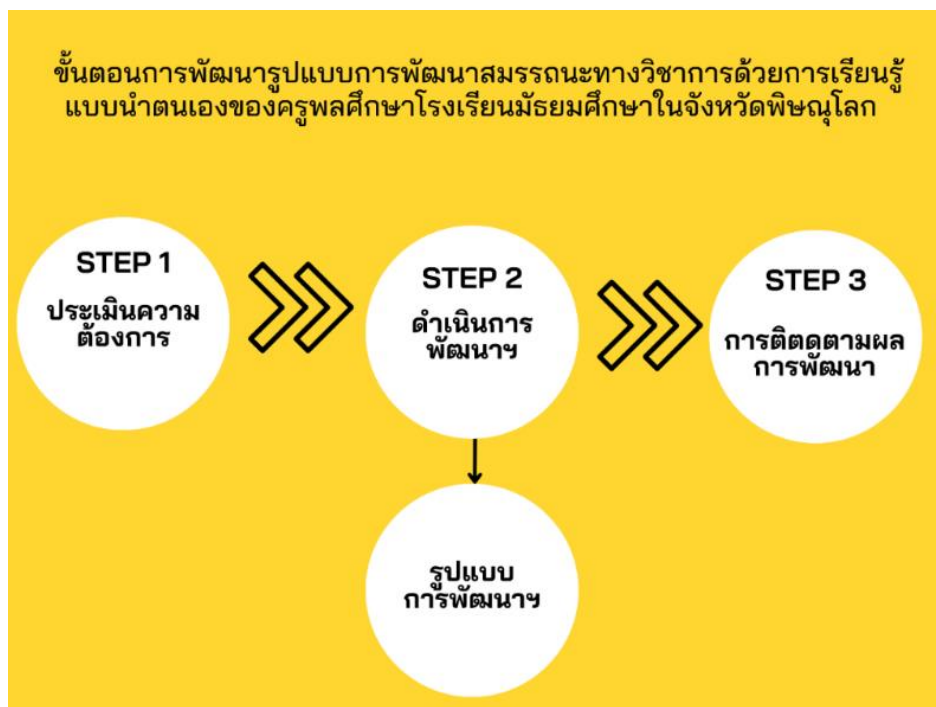 ขั้นตอนการพัฒนารูปแบบการพัฒนาสมรรถนะทางวิชาการด้วยการเรียนรู้
แบบนำตนเองของครูพลศึกษาโรงเรียนมัธยมศึกษาในจังหวัดพิษณุโลก
STEP 1
ประเมินความ
ต้องการ
STEP 2
ดำเนินการ
พัฒนาฯ
STEP 3
การติตดตามผล
การพัฒนา
รูปแบบ
การพัฒนาฯ